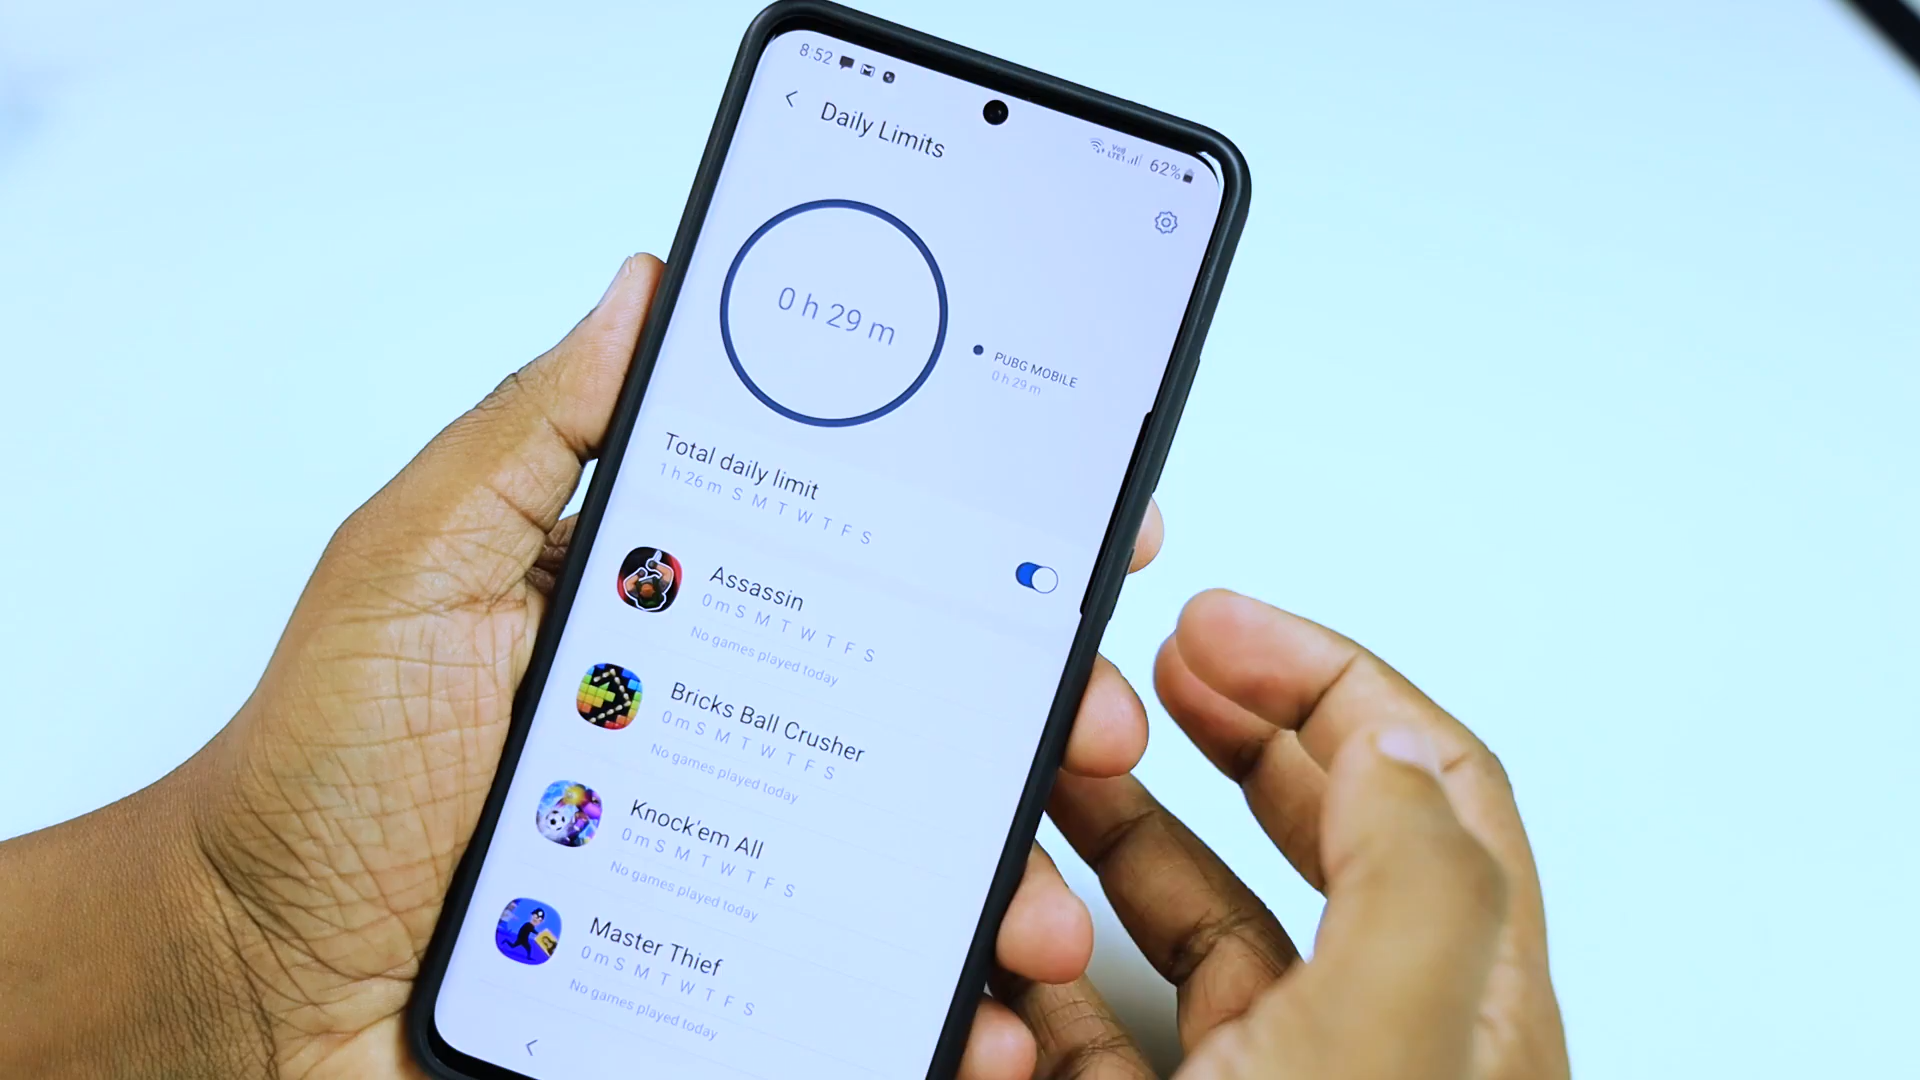 8:52
Vo))
LTE1
62%
Daily Limits
0 h 29 m
PUBG MOBILE
0 h 29 m
Total daily limit
1 h 26 m S M T W T F S
Assassin
0 m S M T W T F S
No games played today
Bricks Ball Crusher
0 m S M T W T F S
No games played today
Knock'em All
0 m S M T W T F S
No games played today
Master Thief
0 m S M T W T F S
No games played today